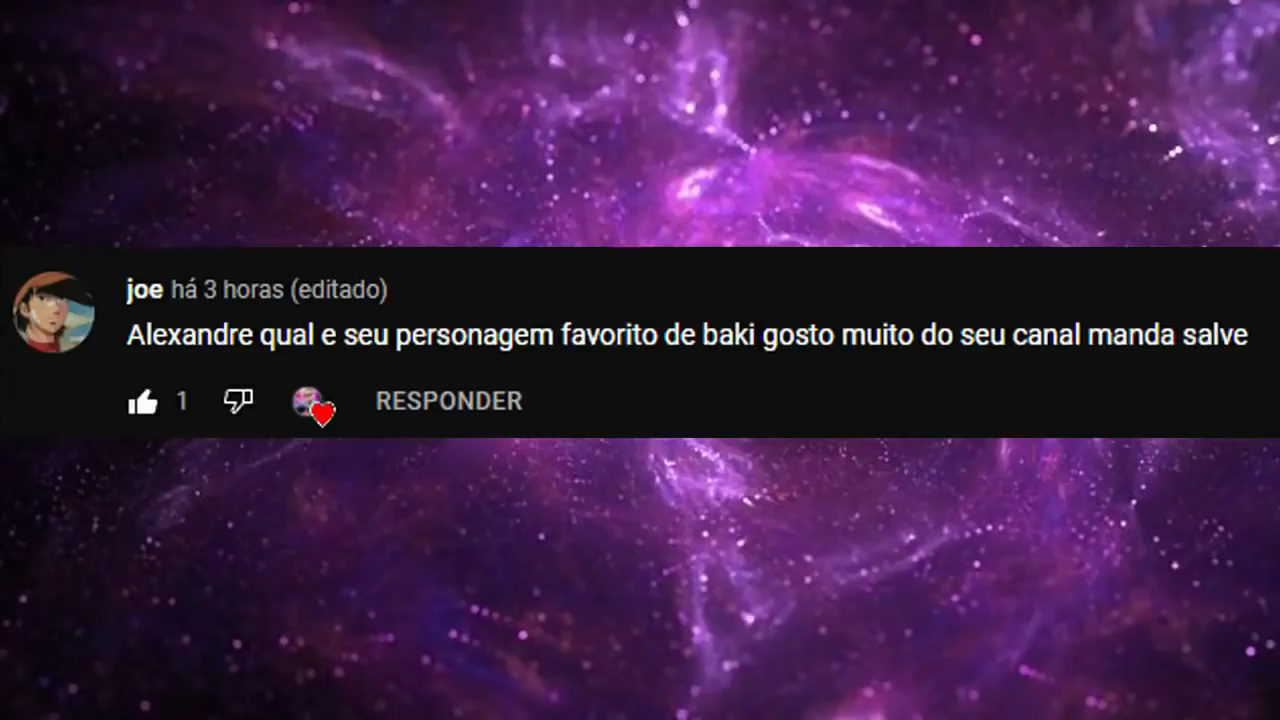 joe há 3 horas (editado)
Alexandre qual e seu personagem favorito de baki gosto muito do seu canal manda salve
1 RESPONDER